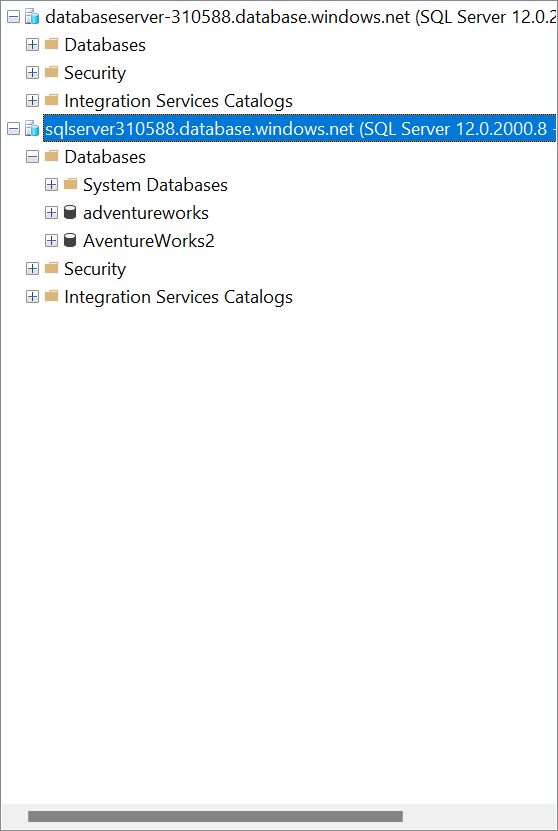 databaseserver-310588.database.windows.net (SQL Server 12.0.2
Databases
Security
Integration Services Catalogs
sqlserver310588.database.windows.net (SQL Server 12.0.2000.8 -
Databases
System Databases
adventureworks
AventureWorks2
Security
Integration Services Catalogs